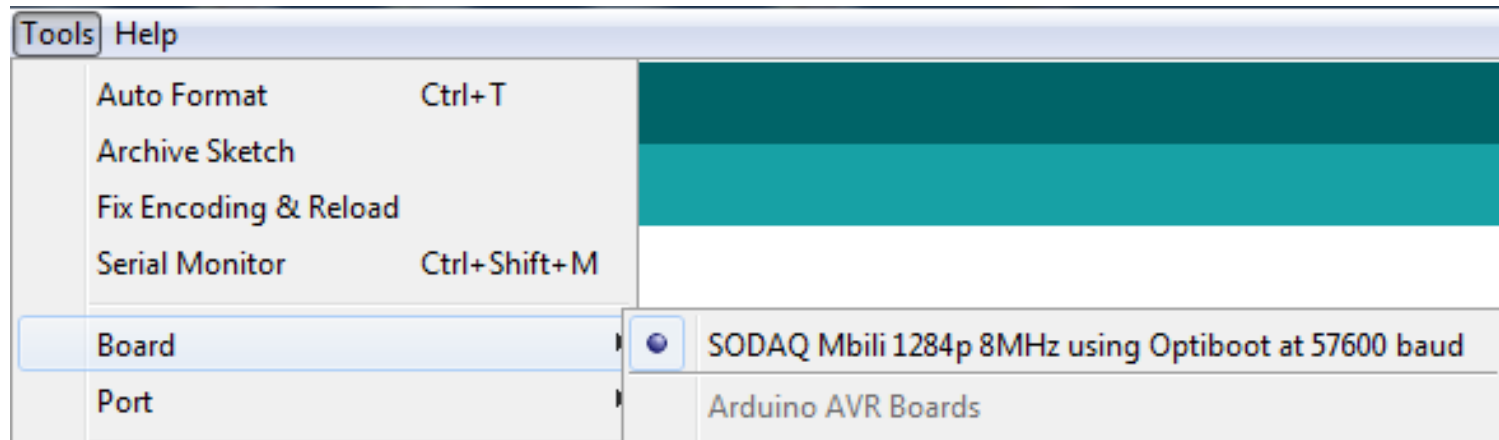 Tools Help
Auto Format Ctrl+T
Archive Sketch
Fix Encoding & Reload
Serial Monitor Ctrl+Shift+M
Board
SODAQ Mbili 1284p 8MHz using Optiboot at 57600 baud
Port
Arduino AVR Boards